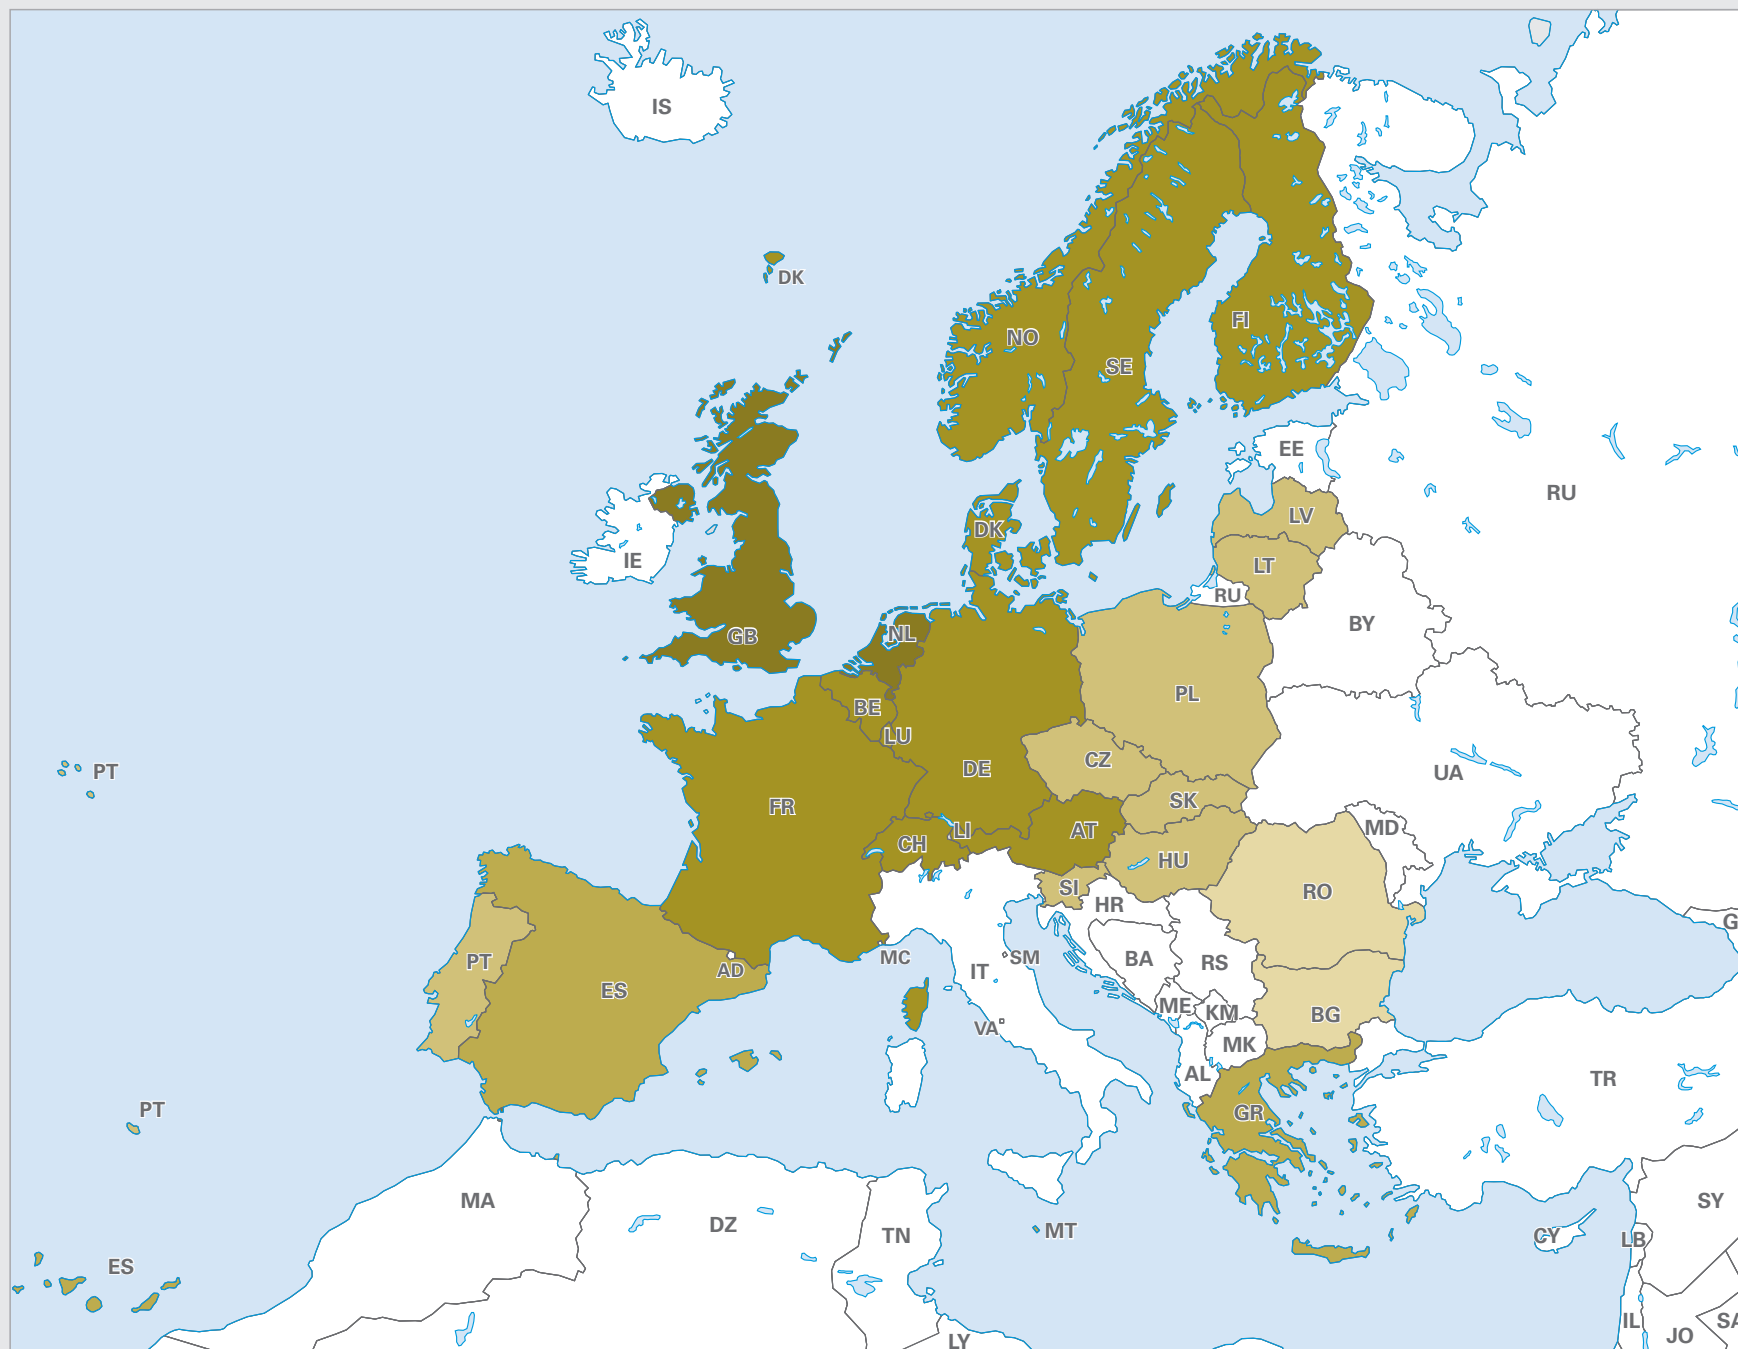 IS
DK
NO
FI
SE
EE
RU
LV
DK
IE
LT
RU
BY
GB
NL
PL
BE
LU
CZ
DE
PT
UA
SK
FR
LI
AT
MD
CH
HU
SI
RO
HR
G
MC
SM
BA
RS
PT
AD
IT
ES
ME
KM
BG
VA
MK
AL
TR
PT
GR
MA
SY
DZ
MT
TN
CY
LB
ES
IL
SA
JO
LY